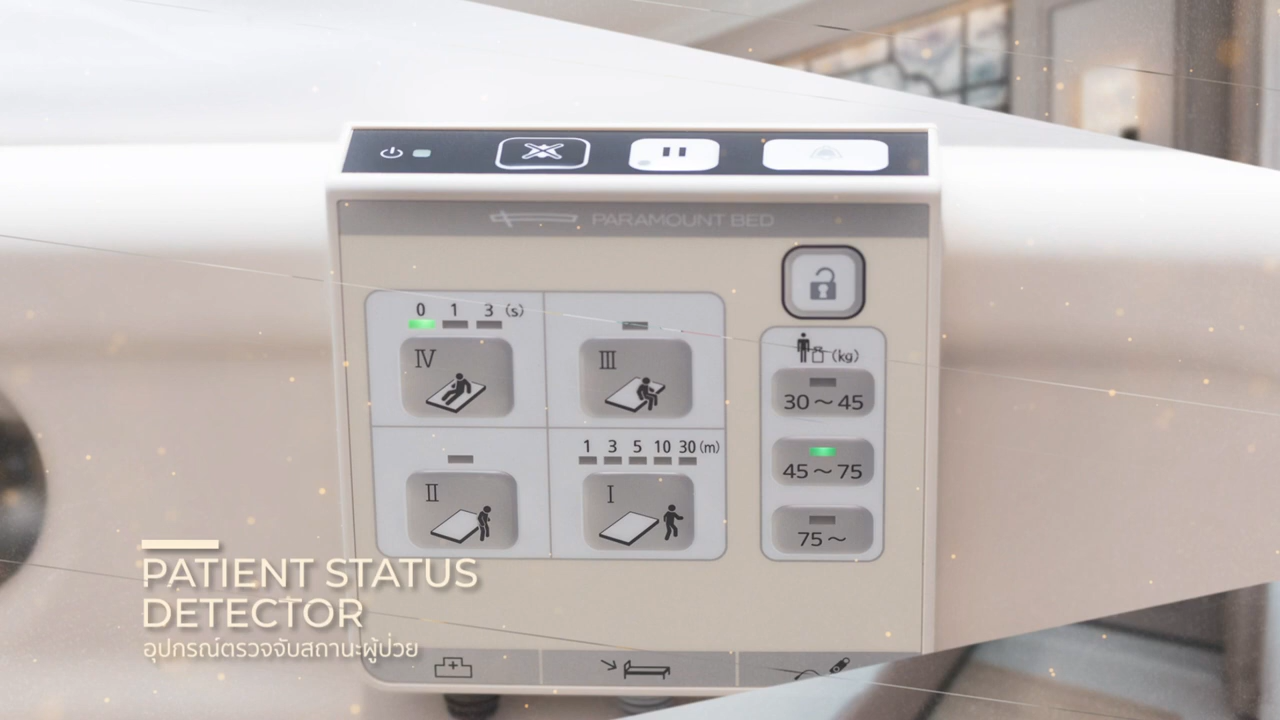 PARAMOUNT BED
0 1 3 (s)
IV
III
(kg)
30～45
1 3 5 10 30 (m)
45～75
II
I
75～
PATIENT STATUS
DETECTOR
อุปกรณ์ตรวจจับสถานะผู้ป่วย